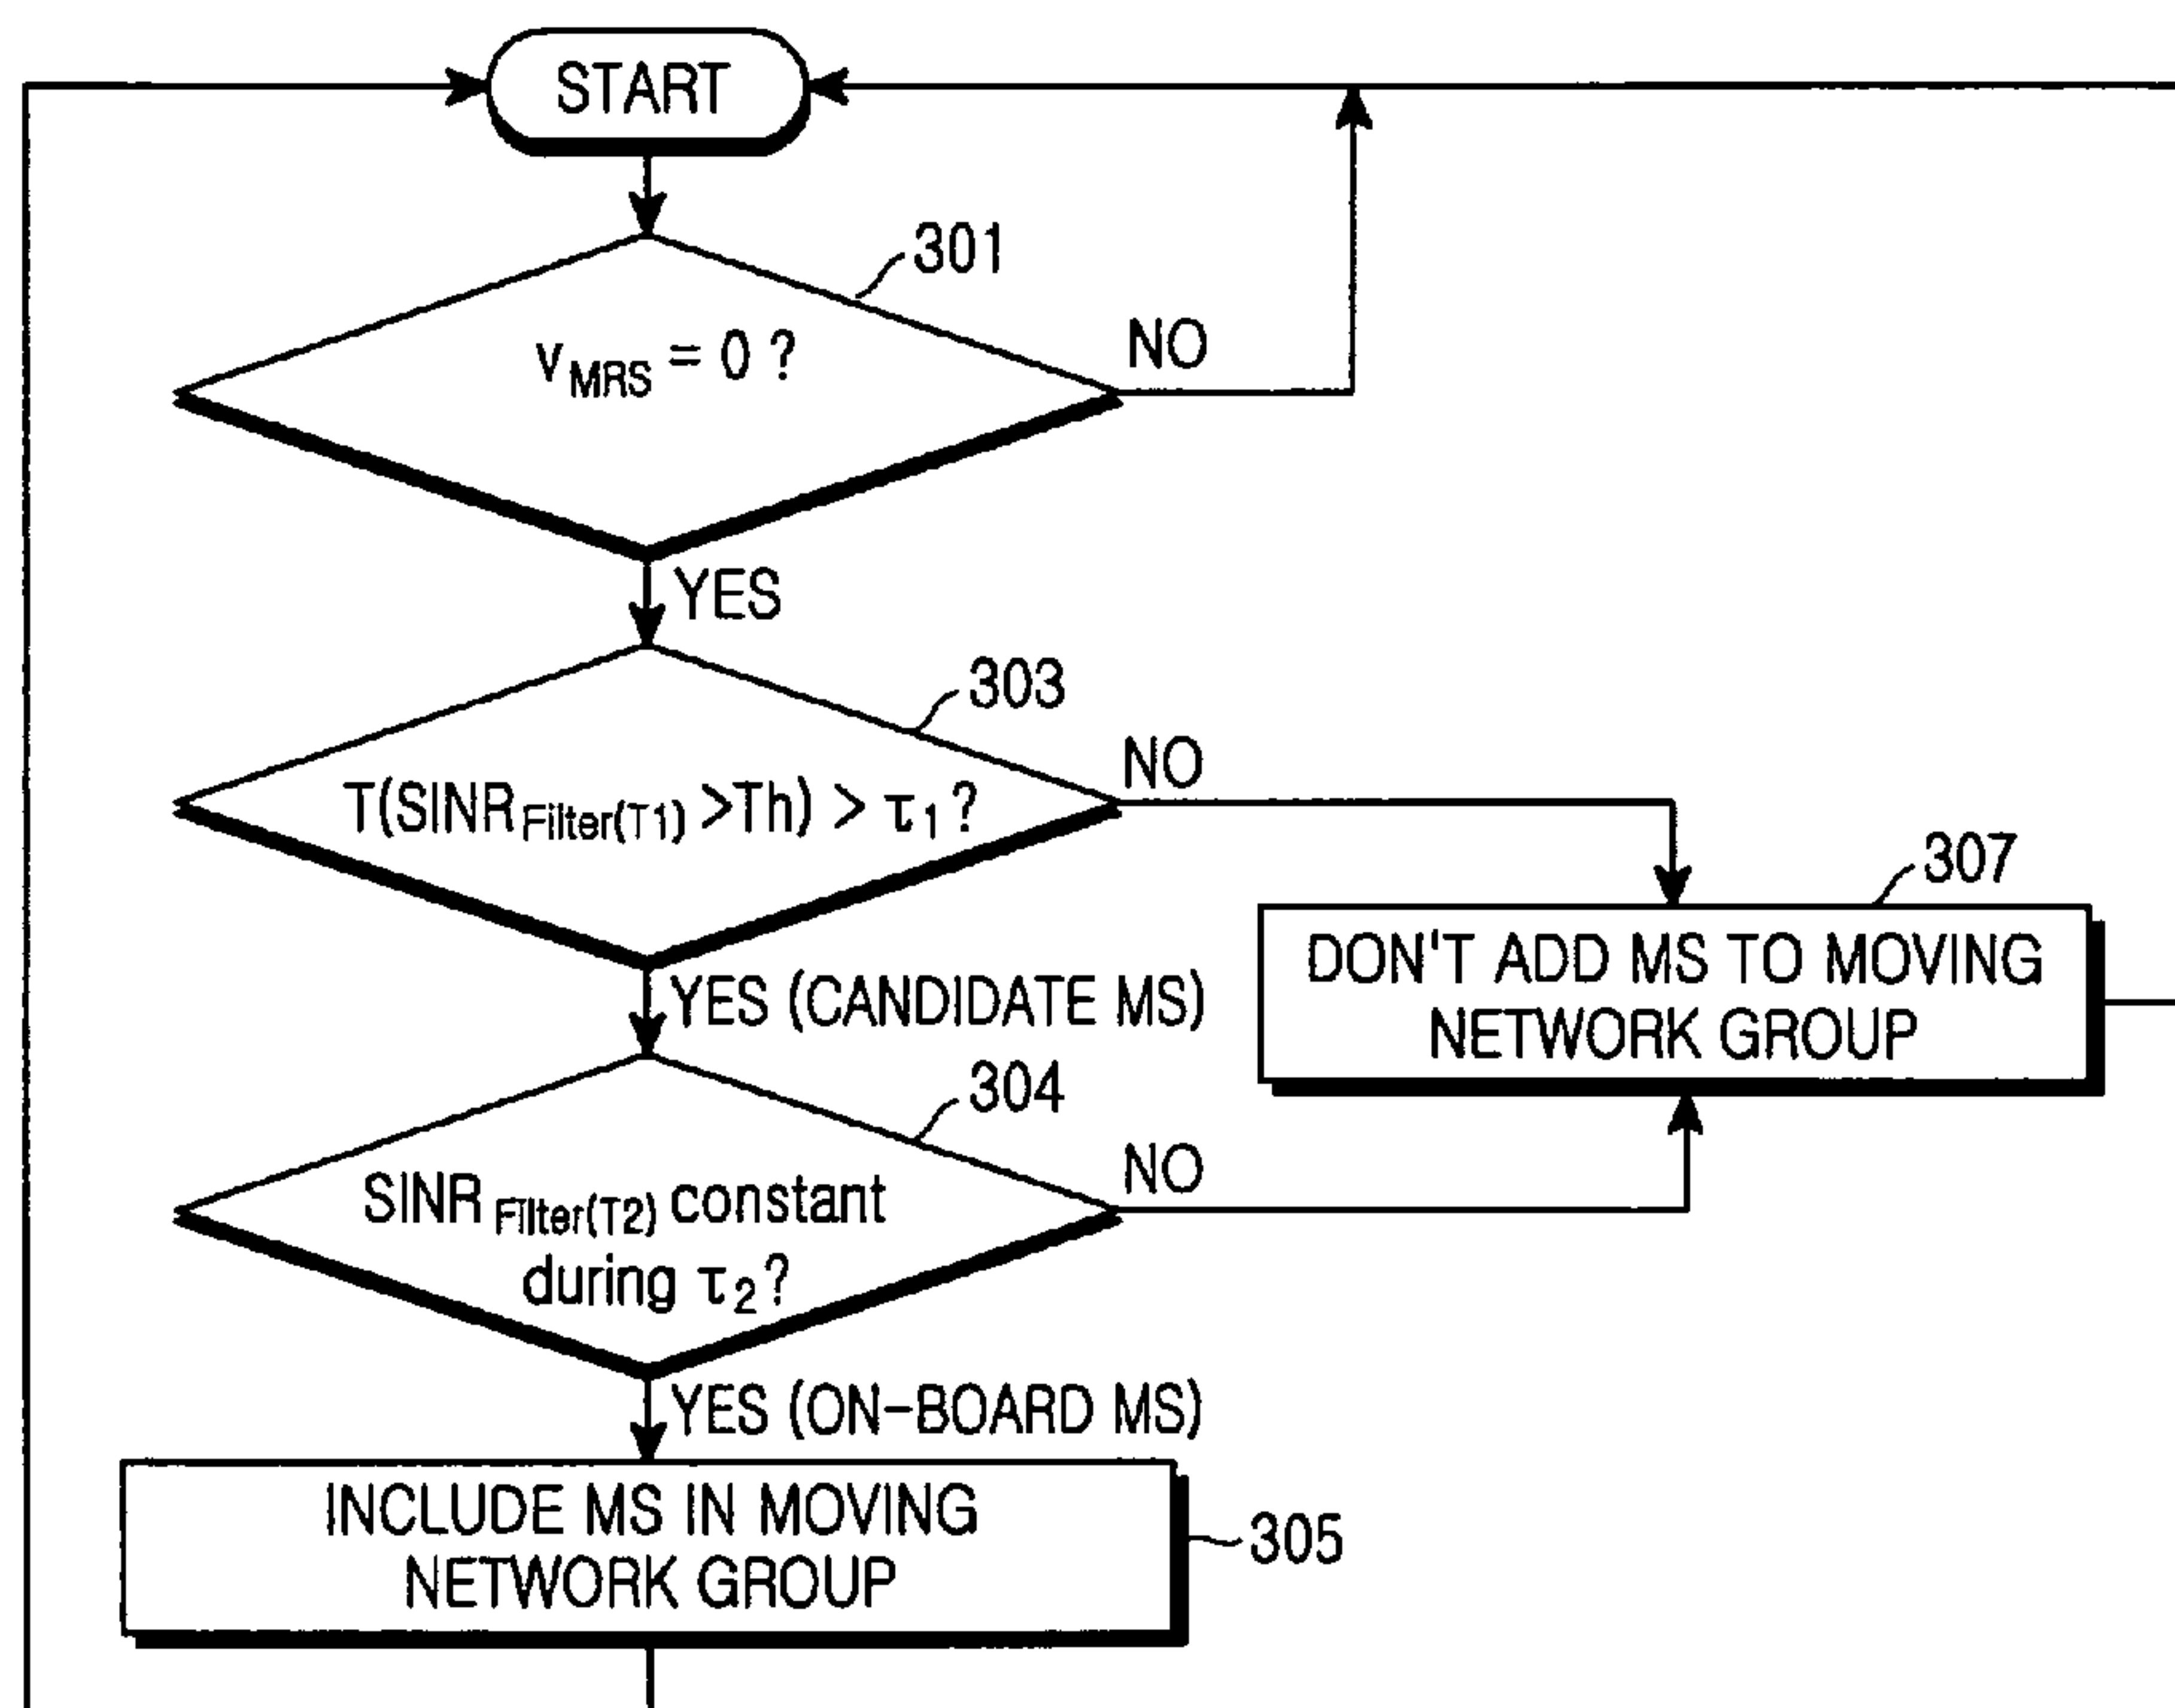 START
301
v_MRS = 0 ?
NO
YES
303
T(SINR_Filter(T1) >Th) > τ_1 ?
NO
307
DON'T ADD MS TO MOVING
NETWORK GROUP
YES (CANDIDATE MS)
304
SINR_Filter(T2) constant
during τ_2 ?
NO
YES (ON-BOARD MS)
INCLUDE MS IN MOVING
NETWORK GROUP
305